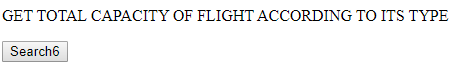 GET TOTAL CAPACITY OF FLIGHT ACCORDING TO ITS TYPE
Search6